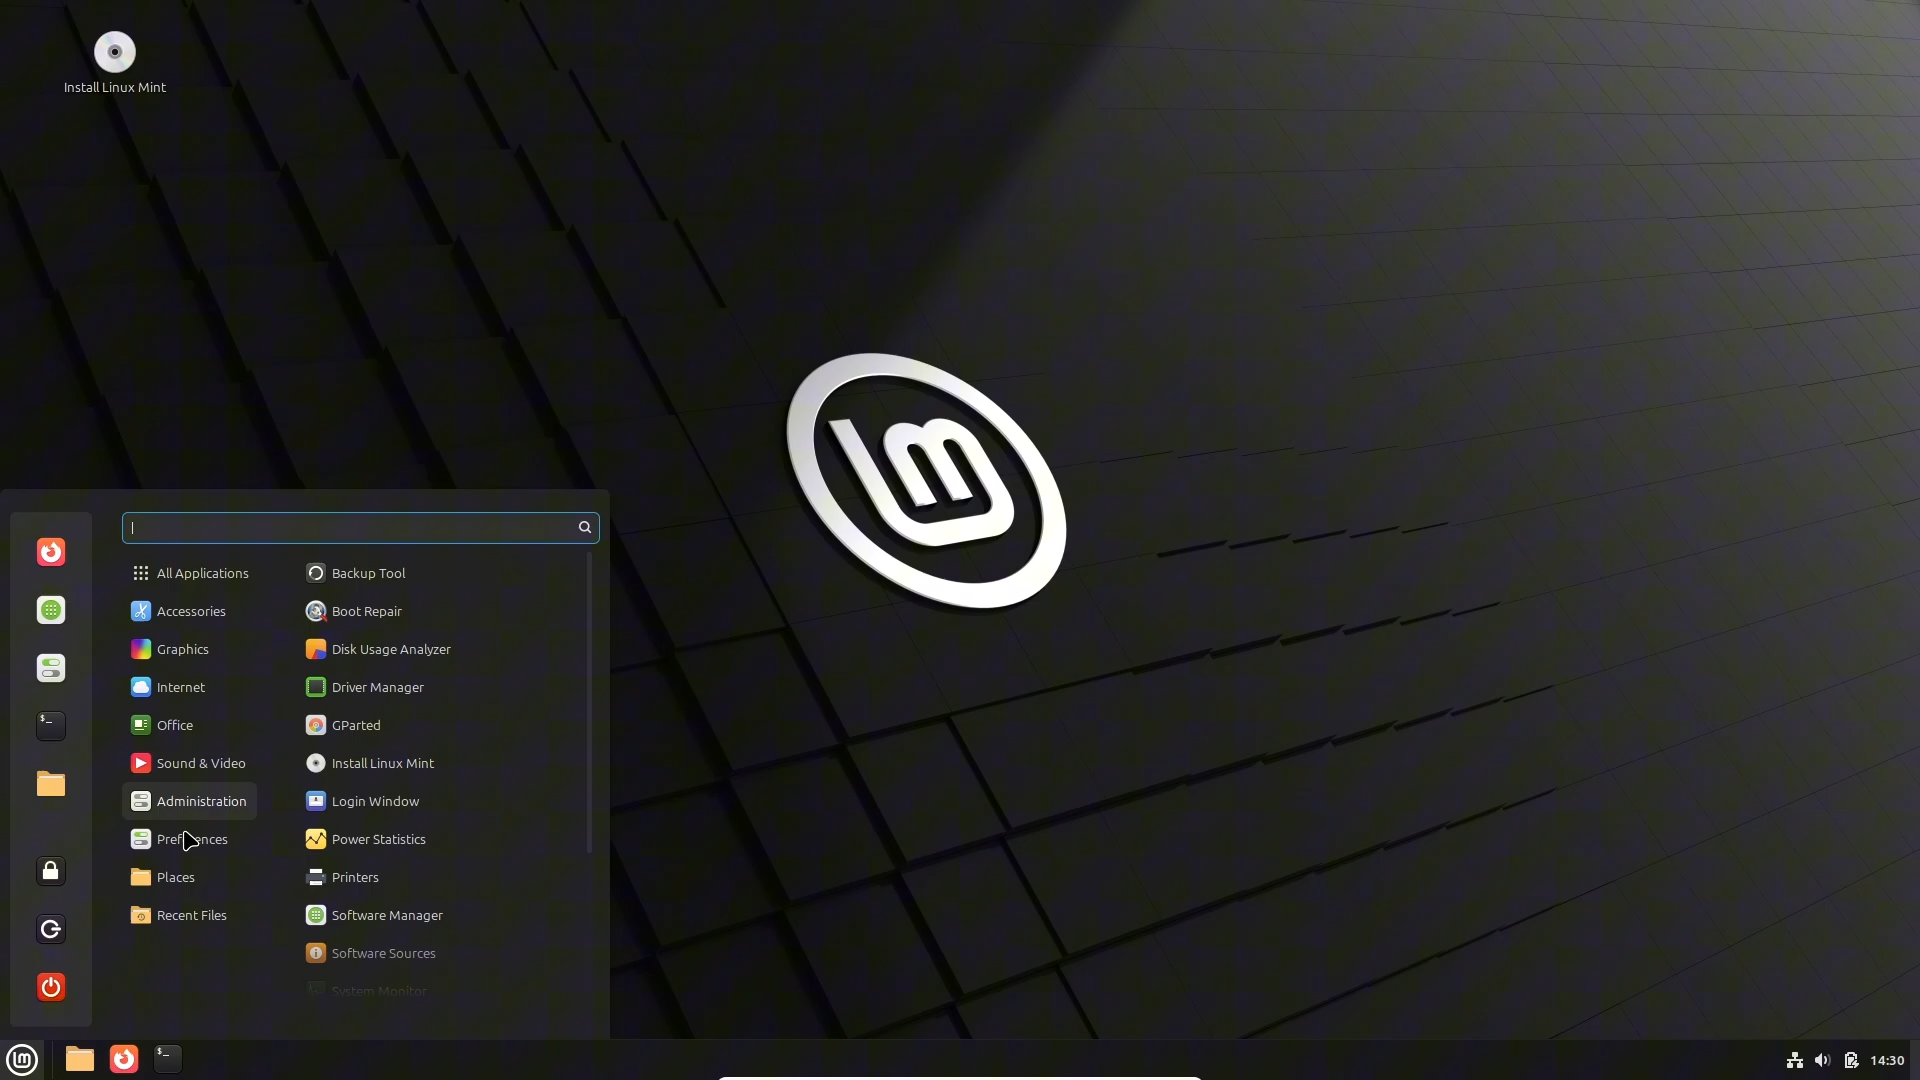 Install Linux Mint
All Applications
Accessories
Graphics
Internet
Office
Sound & Video
Administration
Preferences
Places
Recent Files
Backup Tool
Boot Repair
Disk Usage Analyzer
Driver Manager
GParted
Install Linux Mint
Login Window
Power Statistics
Printers
Software Manager
Software Sources
System Monitor
14:30